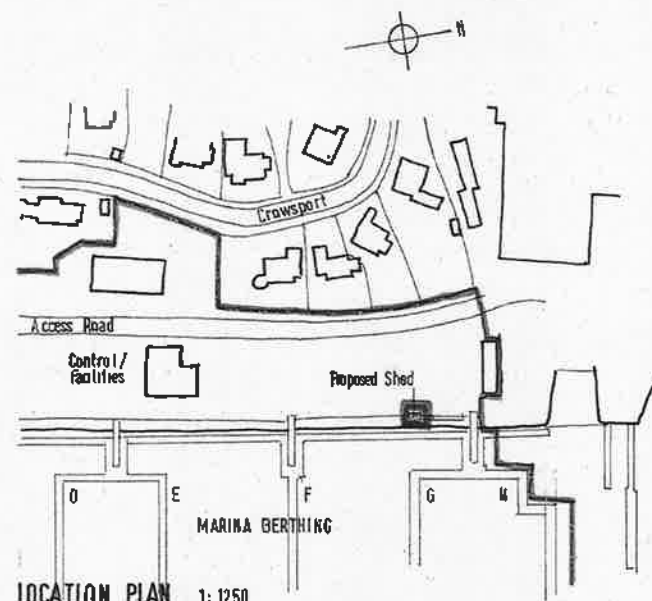 N
Crowsport
Access Road
Control/
Facilities
Proposed Shed
D E F G H
MARINA BERTHING
LOCATION PLAN 1:1250